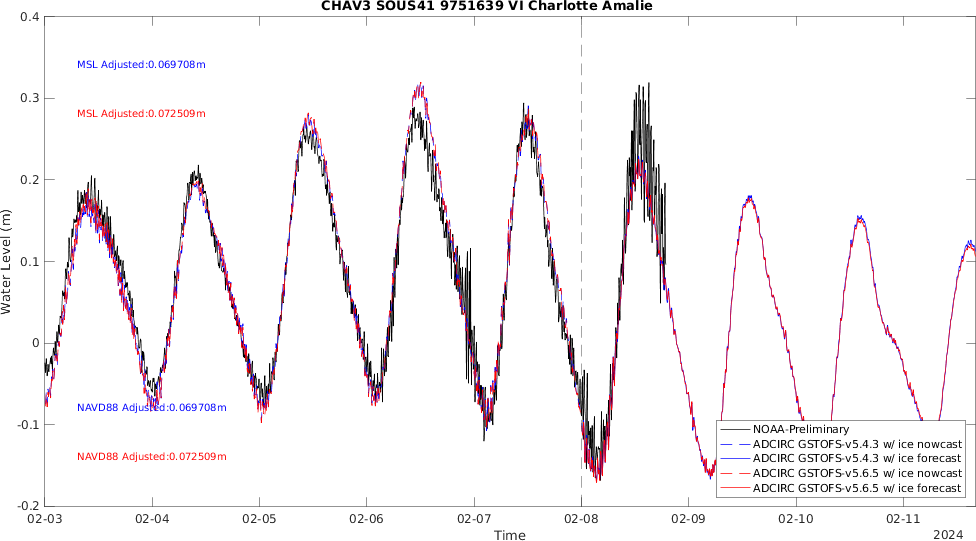 CHAV3 SOUS41 9751639 VI Charlotte Amalie
0.4
MSL Adjusted:0.069708m
0.3
MSL Adjusted:0.072509m
0.2
Water Level (m)
0.1
0
NAVD88 Adjusted:0.069708m
-0.1
NOAA-Preliminary
ADCIRC GSTOFS-v5.4.3 w/ ice nowcast
NAVD88 Adjusted:0.072509m
ADCIRC GSTOFS-v5.4.3 w/ ice forecast
ADCIRC GSTOFS-v5.6.5 w/ ice nowcast
ADCIRC GSTOFS-v5.6.5 w/ ice forecast
-0.2
02-03 02-04 02-05 02-06 02-07 02-08 02-09 02-10 02-11
Time
2024